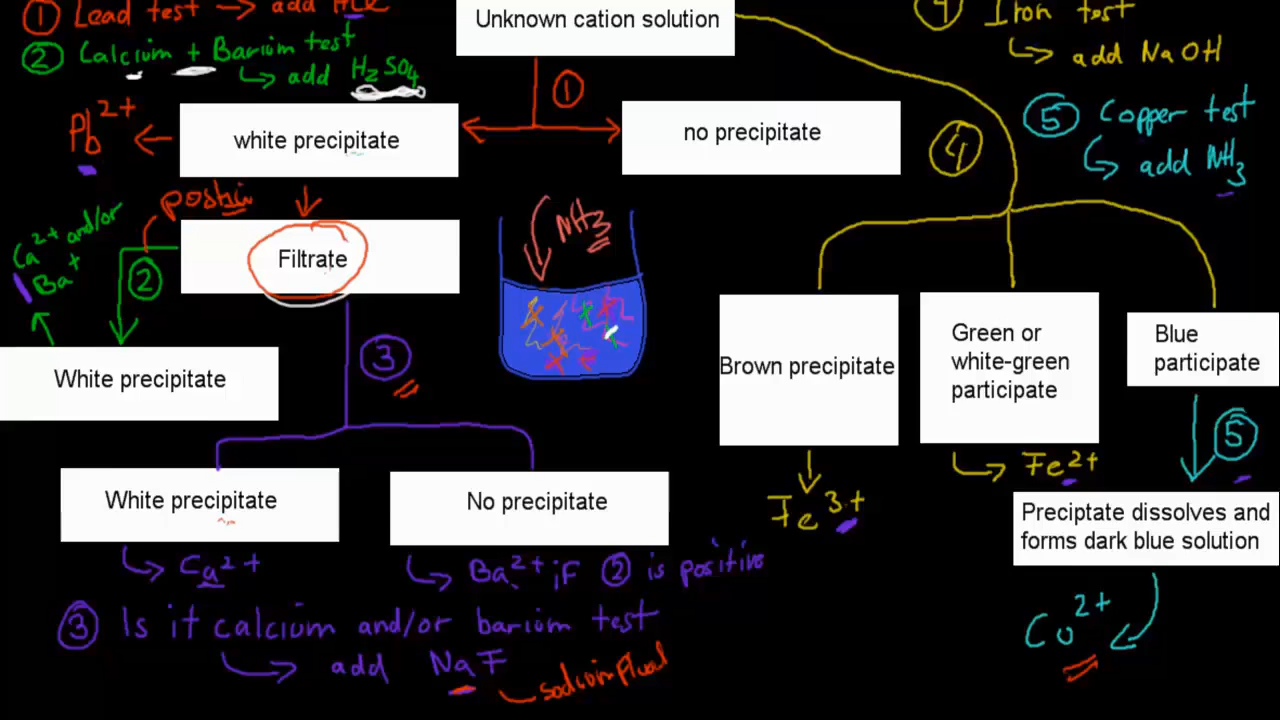 ① Lead test → add HCl
② Calcium + Barium test
↳ add H₂SO₄
Unknown cation solution
④ Iron test
↳ add NaOH
⑤ Copper test
↳ add NH₃
①
Pb²⁺
white precipitate
no precipitate
④
Filtrate
NH₃
Ca²⁺ and/or
Ba⁺
②
③
White precipitate
Brown precipitate
Green or
white-green
participate
Blue
participate
⑤
Fe³⁺
Fe²⁺
White precipitate
No precipitate
Preciptate dissolves and
forms dark blue solution
Ca²⁺
Ba²⁺ if ② is positive
Cu²⁺
③ Is it calcium and/or barium test
↳ add NaF
sodium